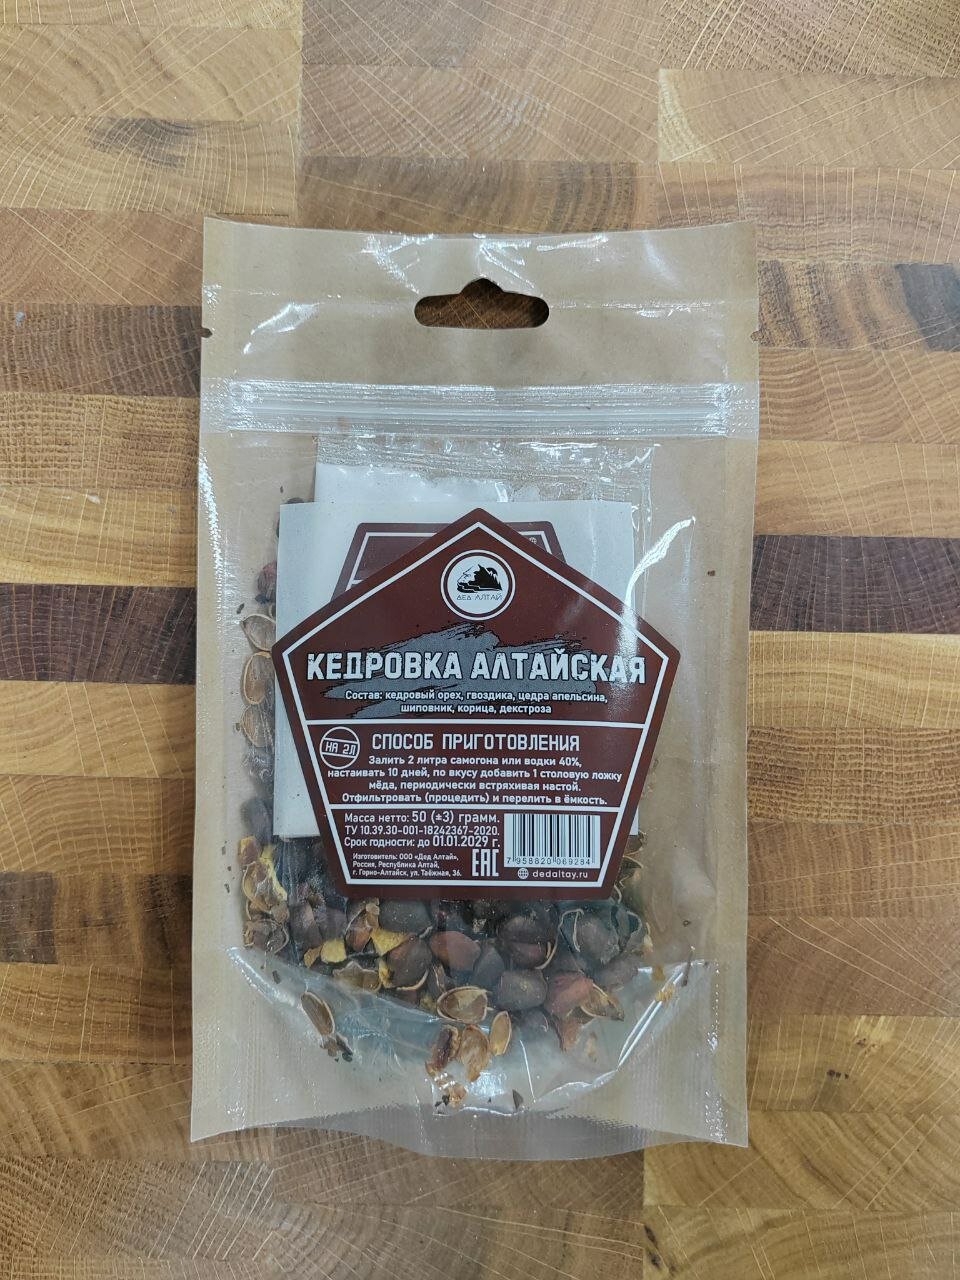 ДЕД АЛТАЙ
КЕДРОВКА АЛТАЙСКАЯ
Состав: кедровый орех, гвоздика, цедра апельсина,
шиповник, корица, декстроза
НА 2Л
СПОСОБ ПРИГОТОВЛЕНИЯ
Залить 2 литра самогона или водки 40%,
настаивать 10 дней, по вкусу добавить 1 столовую ложку
мёда, периодически встряхивая настой.
Отфильтровать (процедить) и перелить в ёмкость.
Масса нетто: 50 (±3) грамм.
ТУ 10.39.30-001-18242367-2020.
Срок годности: до 01.01.2029 г.
Изготовитель: ООО «Дед Алтай»,
Россия, Республика Алтай,
г. Горно-Алтайск, ул. Таёжная, 36.
EAC
7 958820 069284
dedaltay.ru